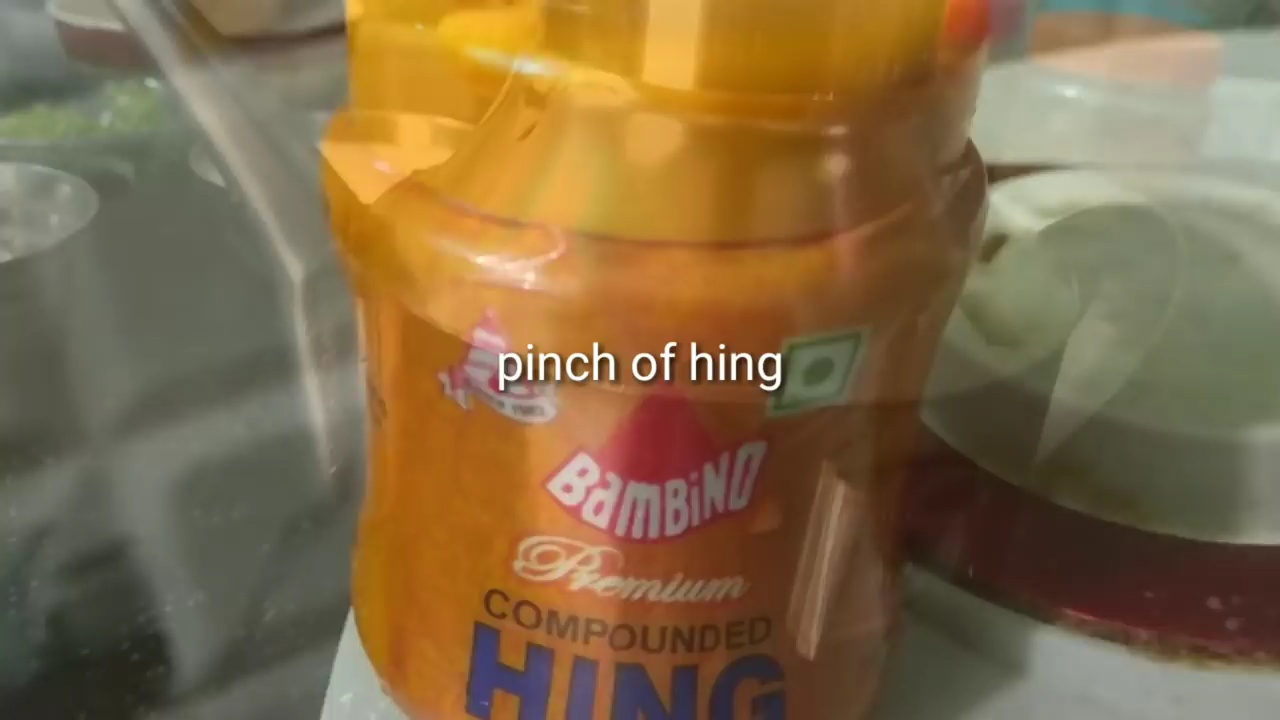 pinch of hing
BAMBiNO
Premium
COMPOUNDED
HING